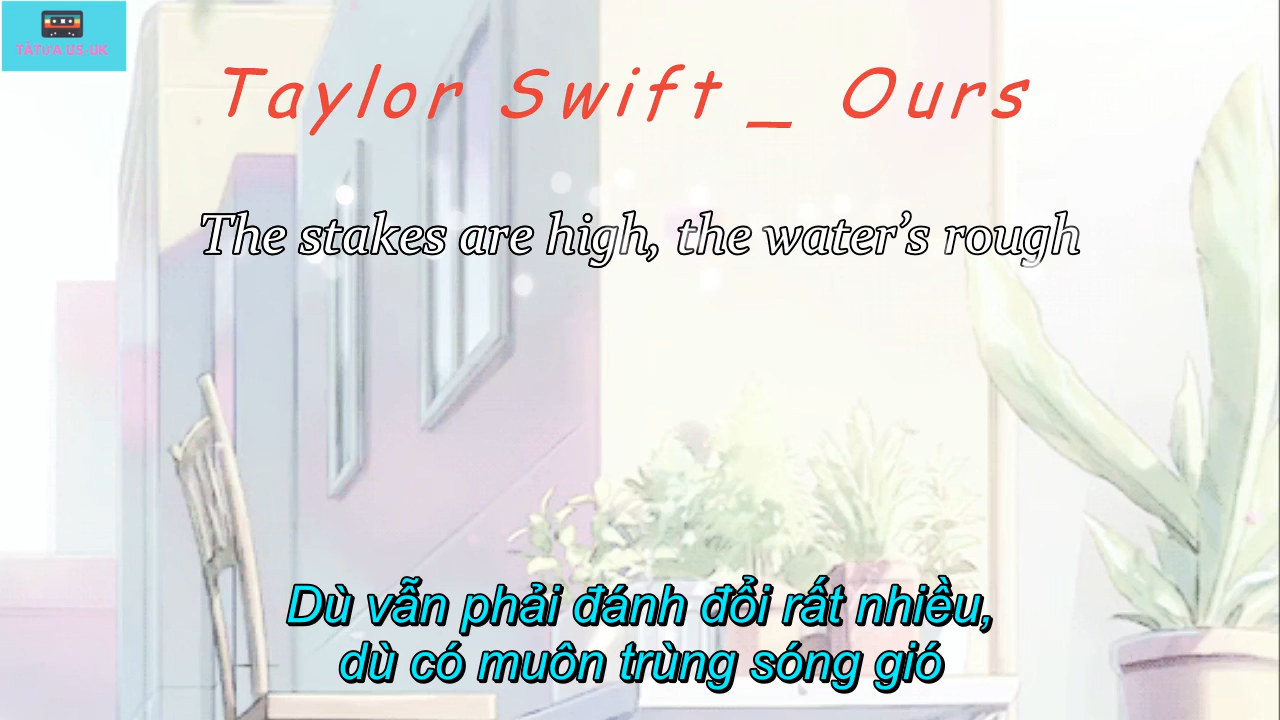 TÀTƯA US-UK
Taylor Swift _ Ours
The stakes are high, the water’s rough
Dù vẫn phải đánh đổi rất nhiều,
dù có muôn trùng sóng gió